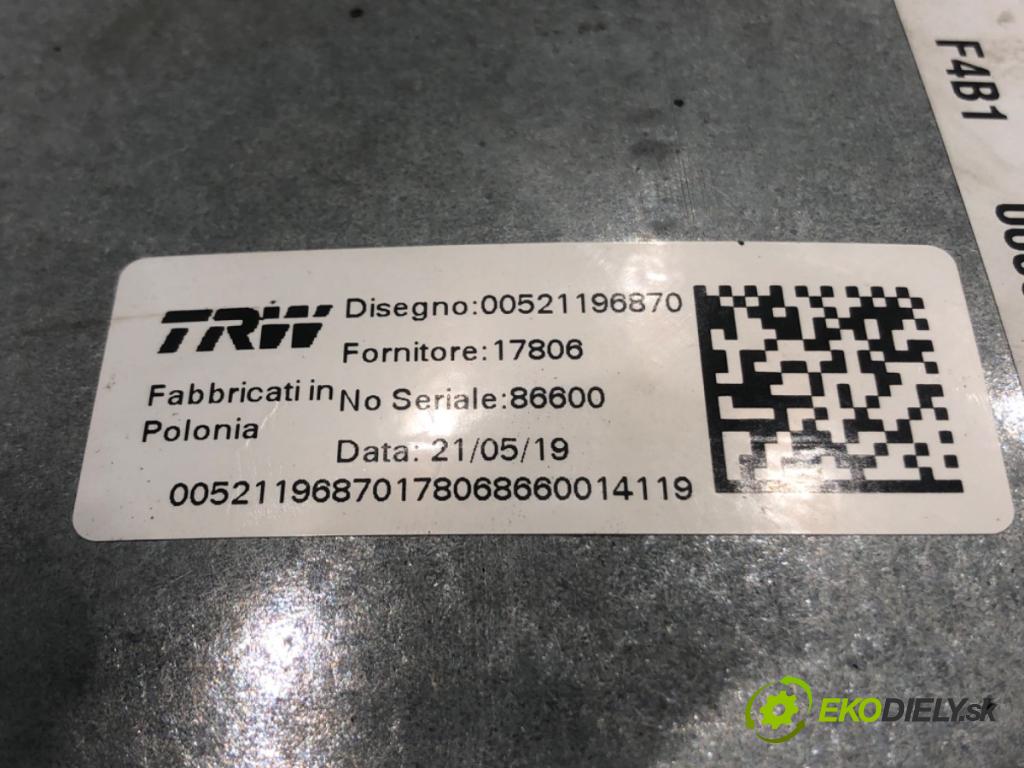 F4B1
TRW
Disegno:00521196870
Fornitore:17806
Fabbricati in
Polonia
No Seriale:86600
Data: 21/05/19
00521196870178068660014119
EKODIELY.sk